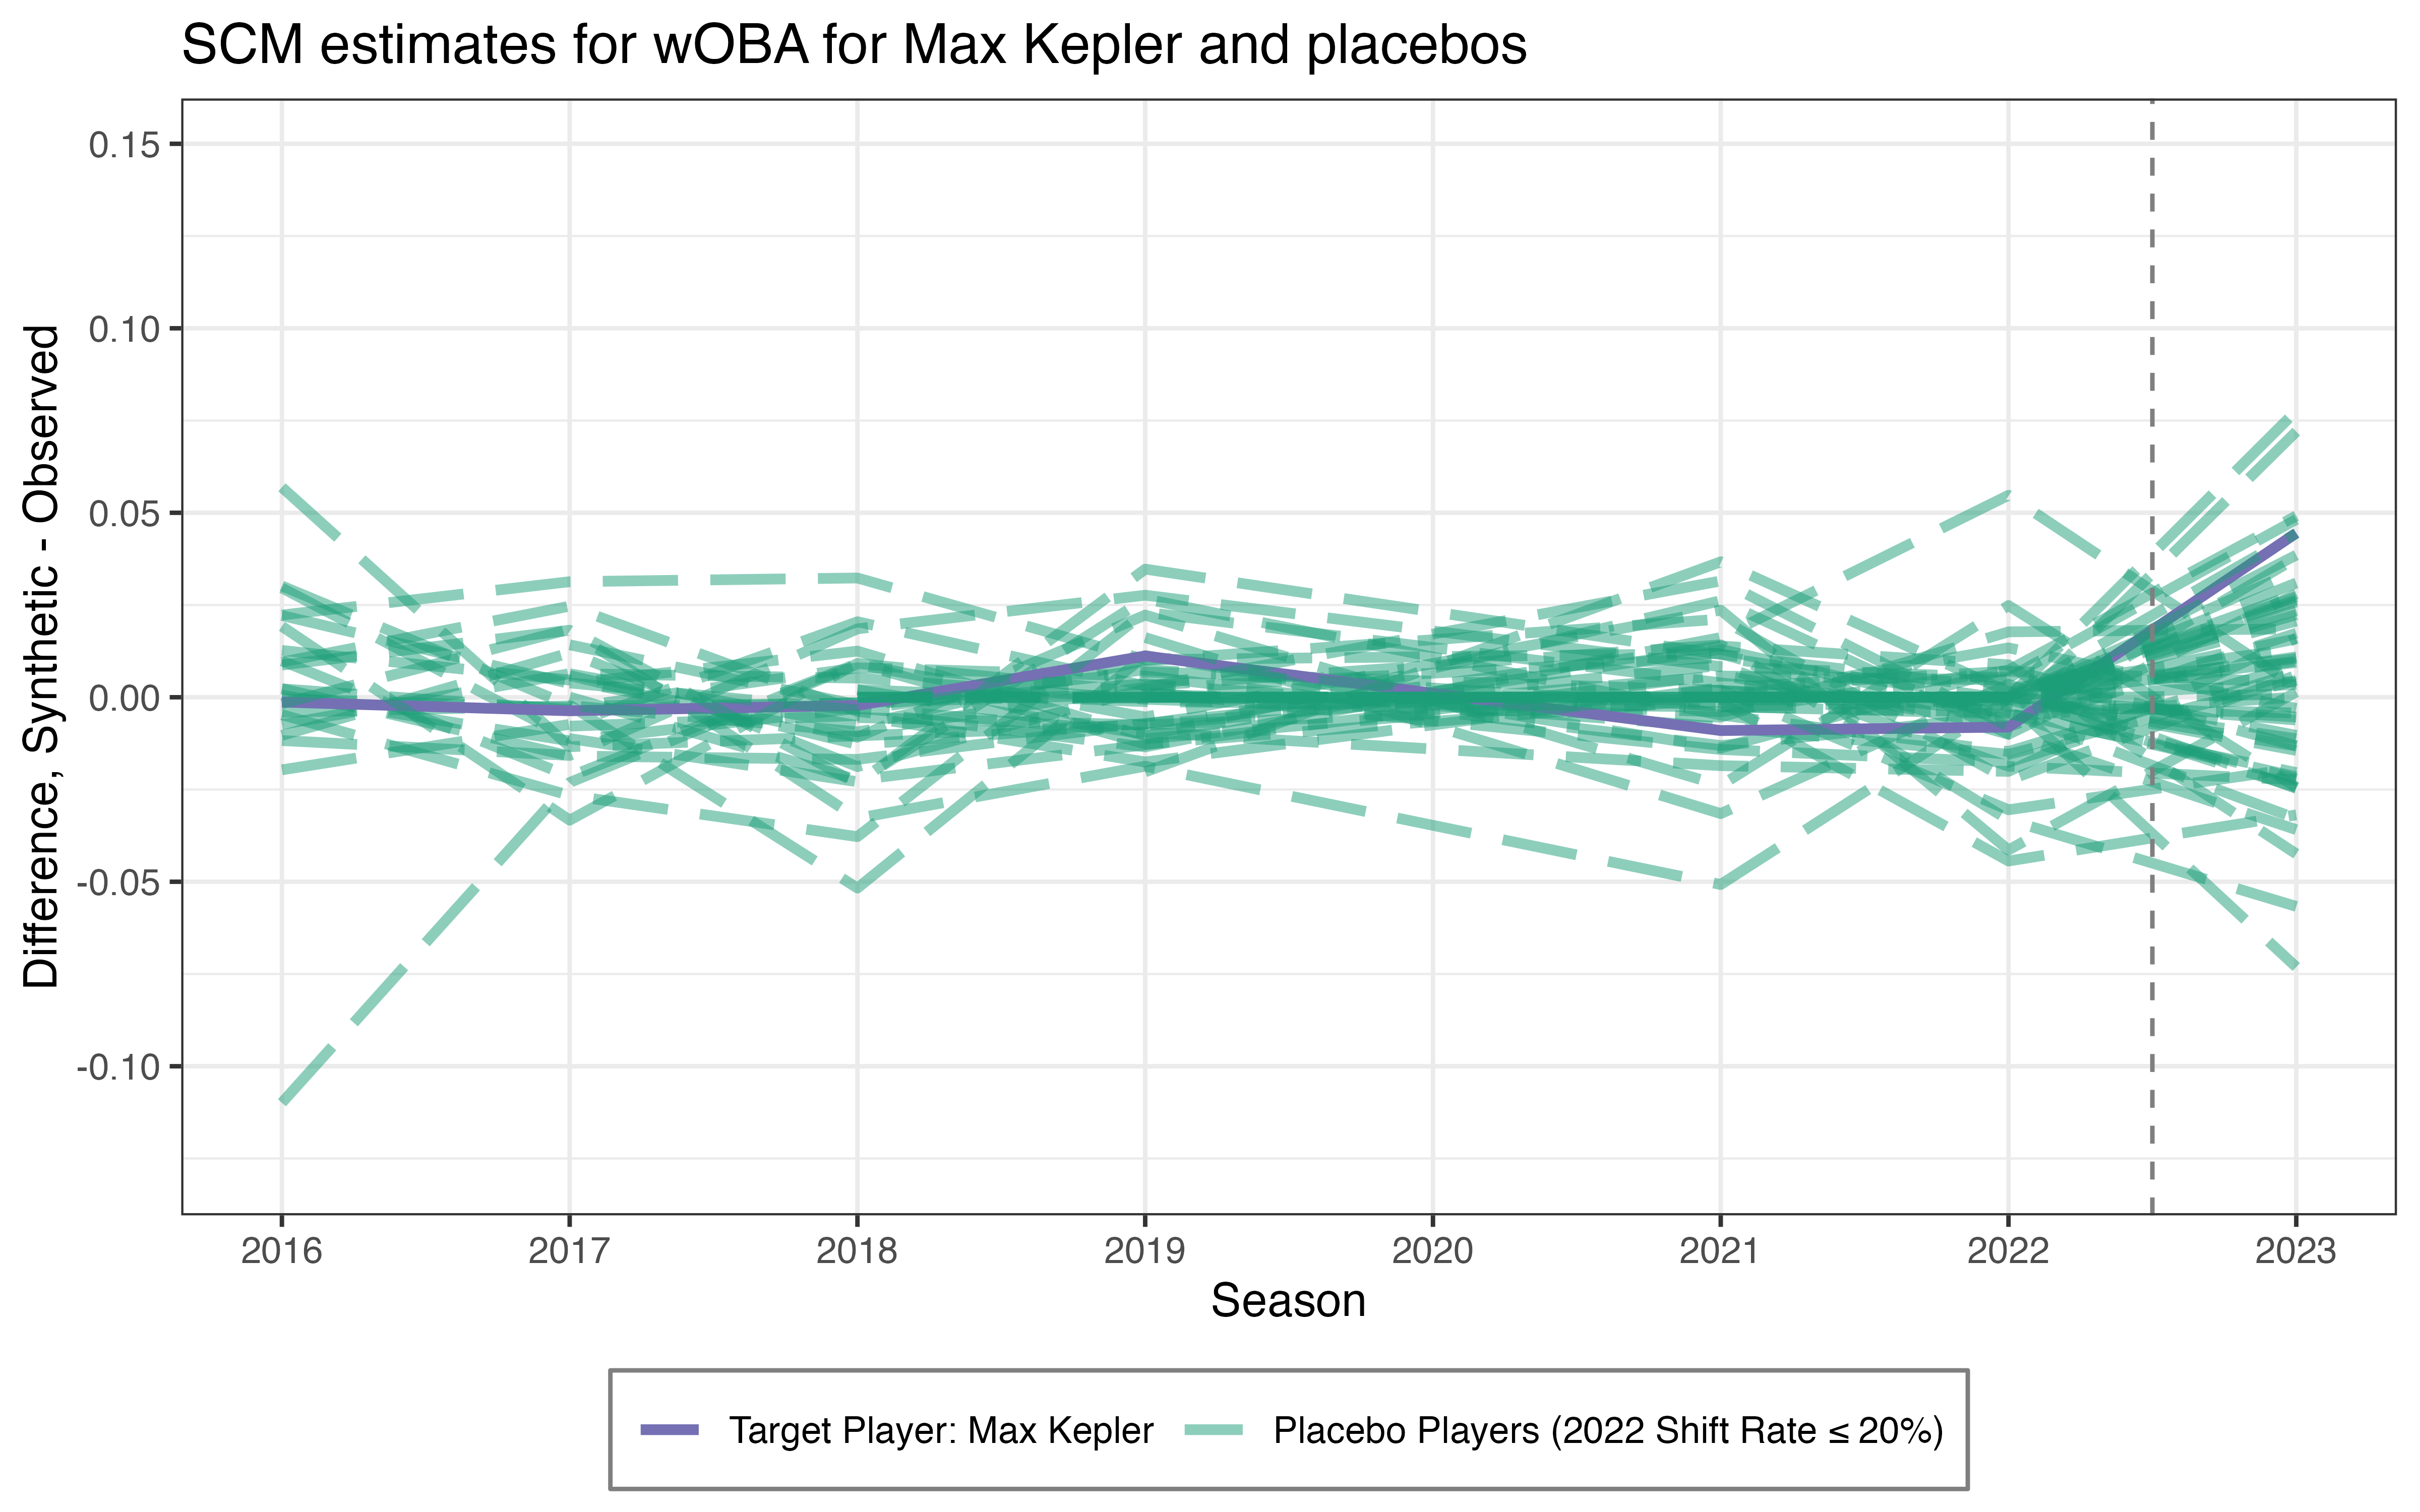 SCM estimates for wOBA for Max Kepler and placebos
Difference, Synthetic - Observed
0.15
0.10
0.05
0.00
-0.05
-0.10
2016 2017 2018 2019 2020 2021 2022 2023
Season
Target Player: Max Kepler Placebo Players (2022 Shift Rate ≤ 20%)